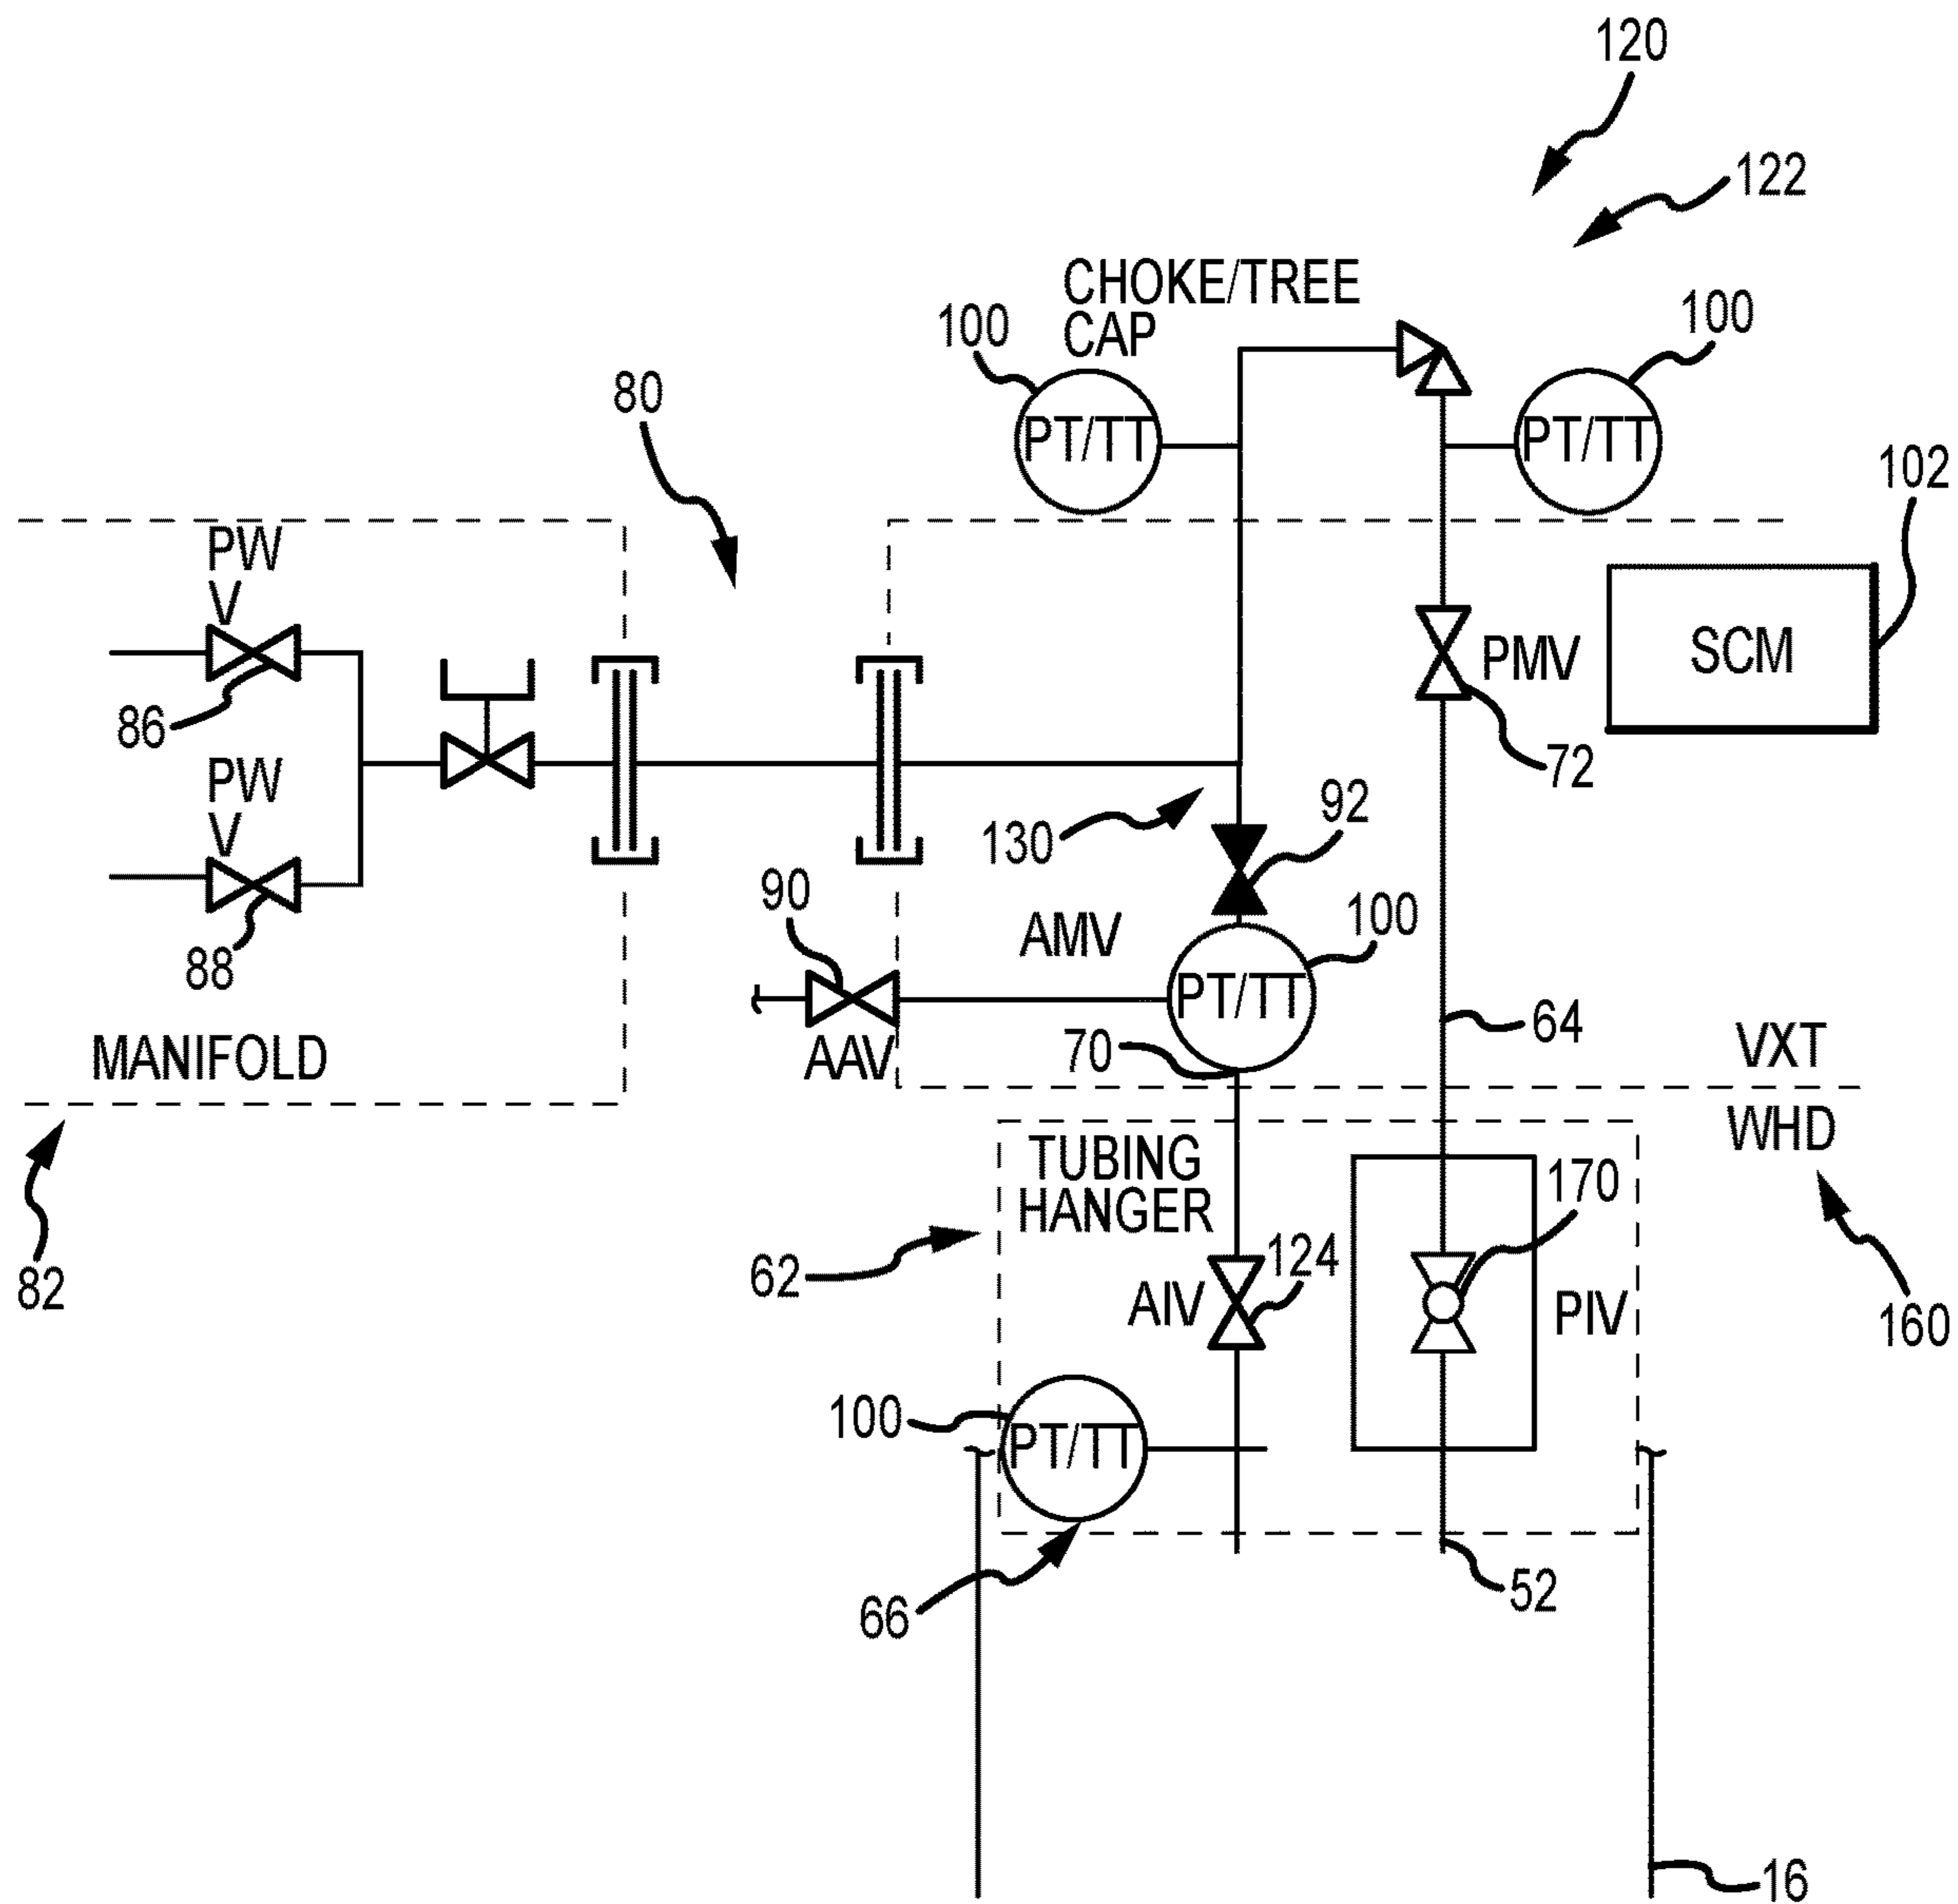 120
122
CHOKE/TREE
CAP
100
100
80
PT/TT
PT/TT
102
PW
V
PMV
SCM
86
72
PW
V
92
130
90
88
AMV
100
PT/TT
64
MANIFOLD
AAV
70
VXT
WHD
TUBING
HANGER
170
82
62
124
AIV
PIV
160
100
PT/TT
52
66
16